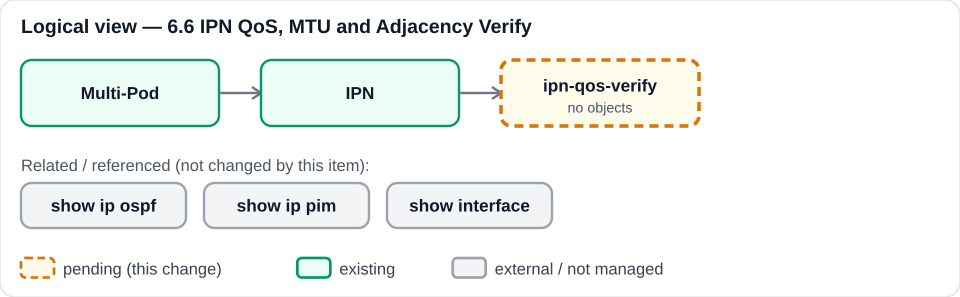 Logical view — 6.6 IPN QoS, MTU and Adjacency Verify
Multi-Pod
IPN
ipn-qos-verify
no objects
Related / referenced (not changed by this item):
show ip ospf
show ip pim
show interface
pending (this change)
existing
external / not managed